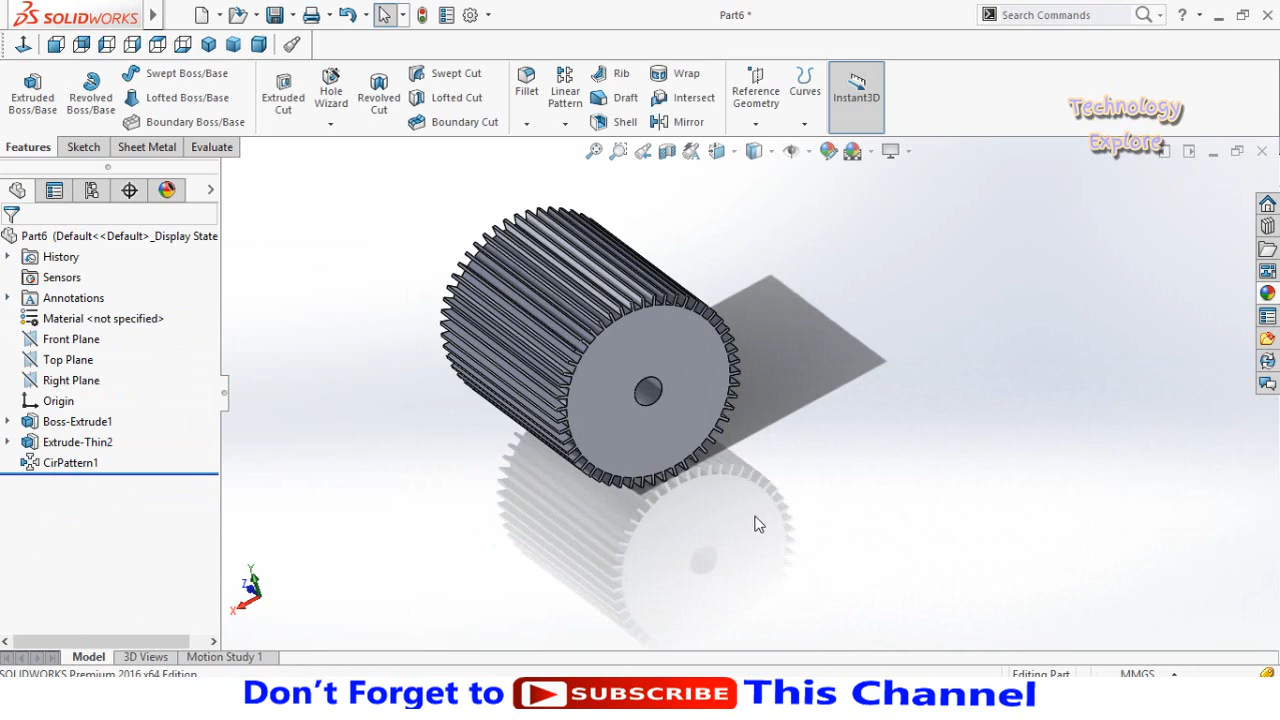 SOLIDWORKS
Part6 *
Search Commands
?
Extruded Boss/Base
Revolved Boss/Base
Swept Boss/Base
Lofted Boss/Base
Boundary Boss/Base
Extruded Cut
Hole Wizard
Revolved Cut
Swept Cut
Lofted Cut
Boundary Cut
Fillet
Linear Pattern
Rib
Draft
Shell
Wrap
Intersect
Mirror
Reference Geometry
Curves
Instant3D
Technology
Explore
Features Sketch Sheet Metal Evaluate
Part6 (Default<<Default>_Display State
History
Sensors
Annotations
Material <not specified>
Front Plane
Top Plane
Right Plane
Origin
Boss-Extrude1
Extrude-Thin2
CirPattern1
Y
Z
X
Model 3D Views Motion Study 1
SOLIDWORKS Premium 2016 x64 Edition Editing Part MMGS
Don't Forget to SUBSCRIBE This Channel